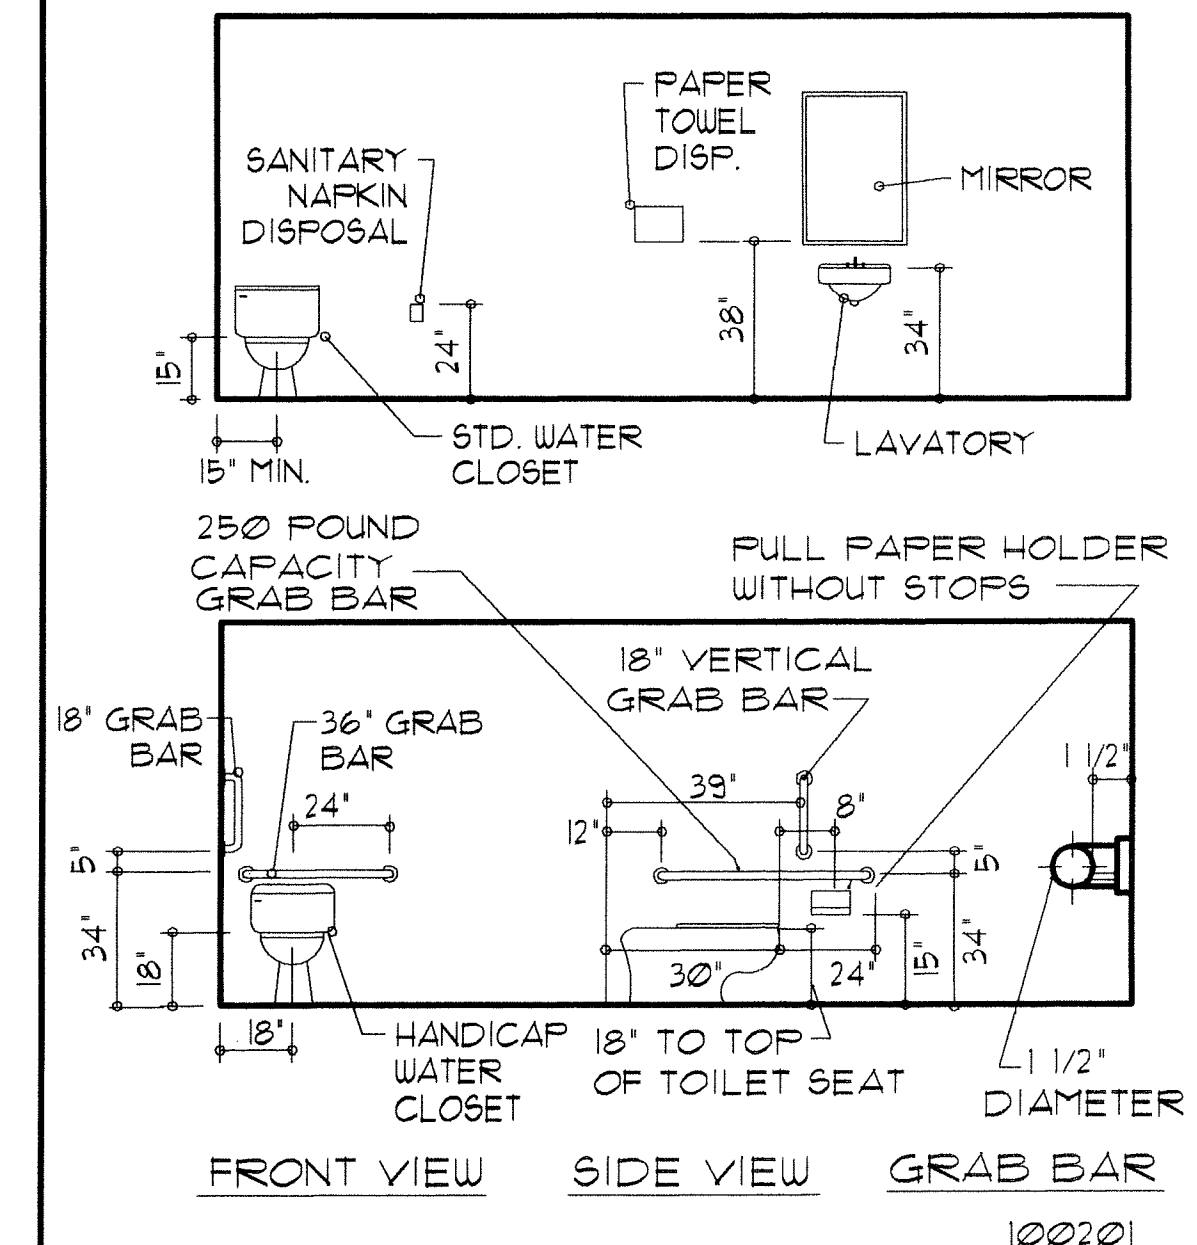 PAPER
TOWEL
DISP.
SANITARY
NAPKIN
DISPOSAL
MIRROR
15"
24"
38"
34"
15" MIN.
STD. WATER
CLOSET
LAVATORY
250 POUND
CAPACITY
GRAB BAR
PULL PAPER HOLDER
WITHOUT STOPS
18" VERTICAL
GRAB BAR
18" GRAB
BAR
36" GRAB
BAR
24"
39"
8"
12"
1 1/2"
5"
34"
18"
5"
34"
15"
30"
24"
18"
HANDICAP
WATER
CLOSET
18" TO TOP
OF TOILET SEAT
1 1/2"
DIAMETER
FRONT VIEW
SIDE VIEW
GRAB BAR
100201